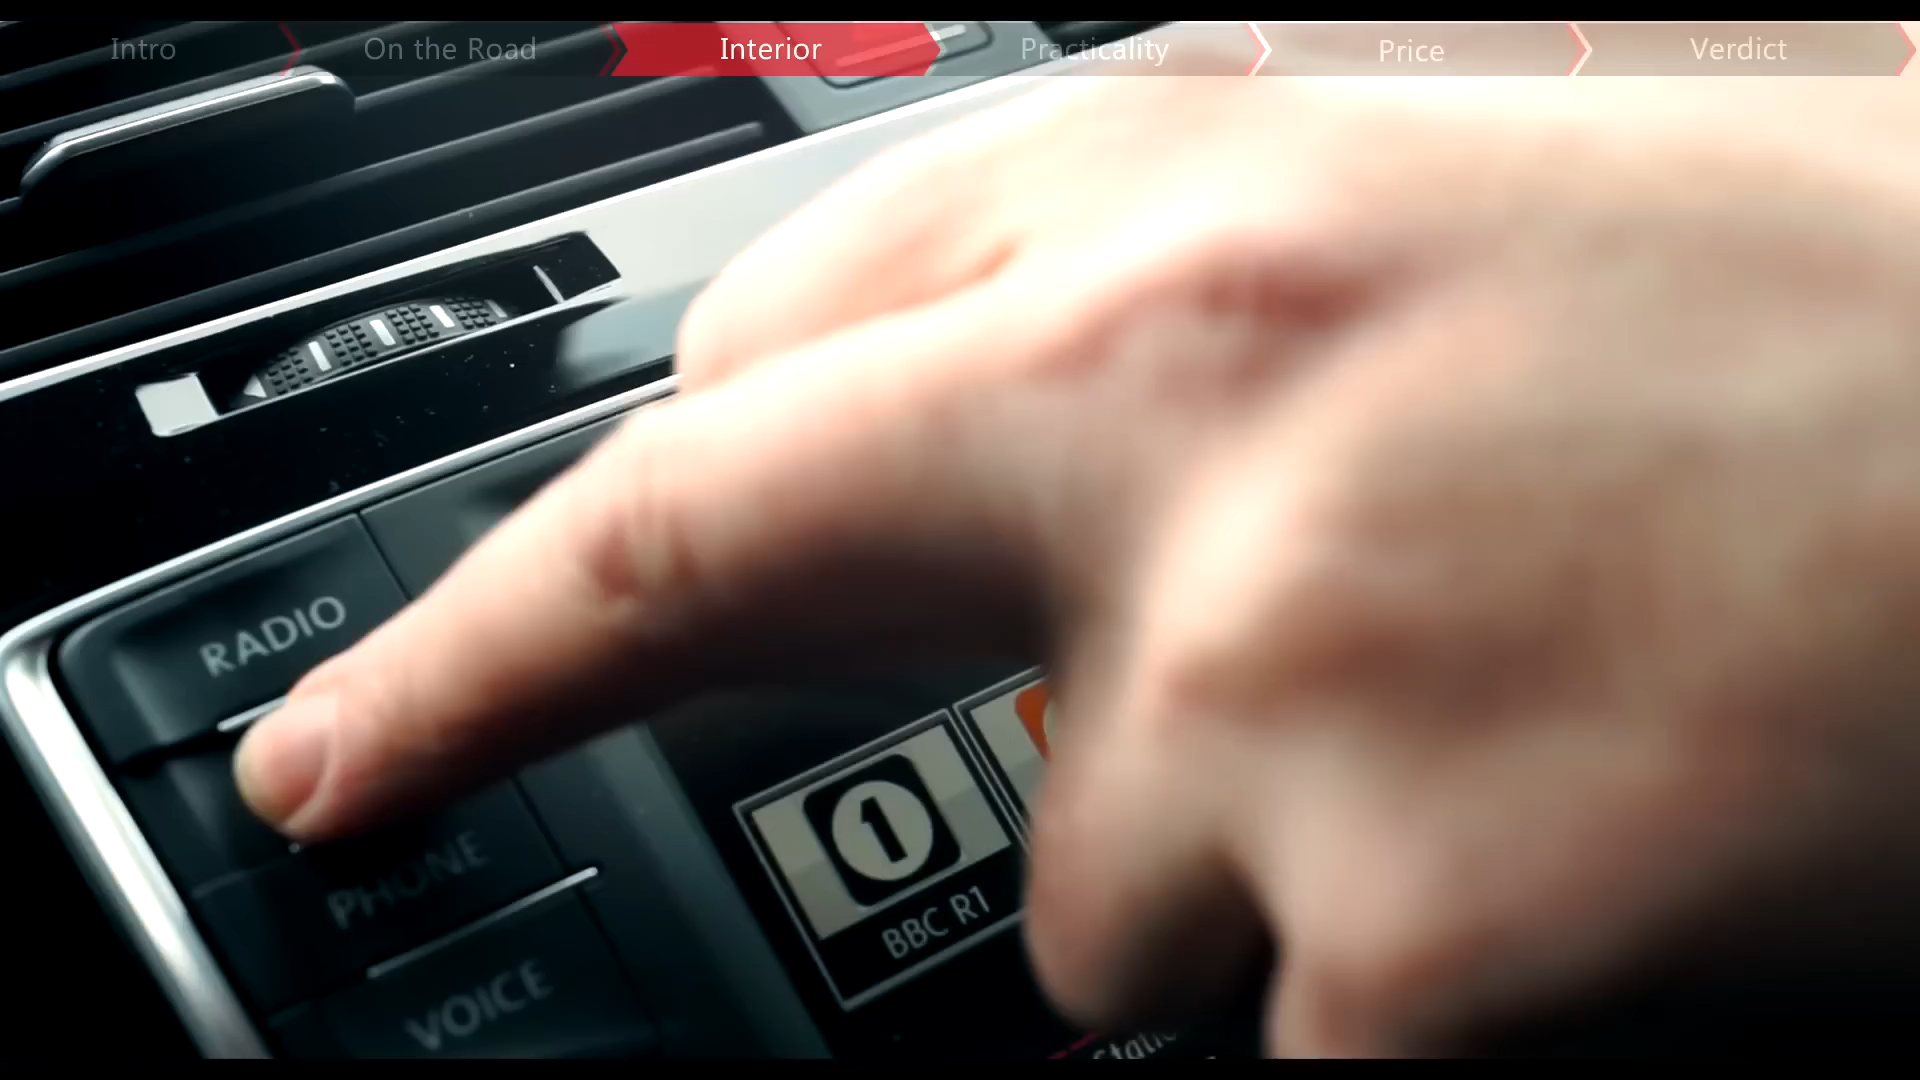 Intro
On the Road
Interior
Practicality
Price
Verdict
RADIO
PHONE
VOICE
1
BBC R1